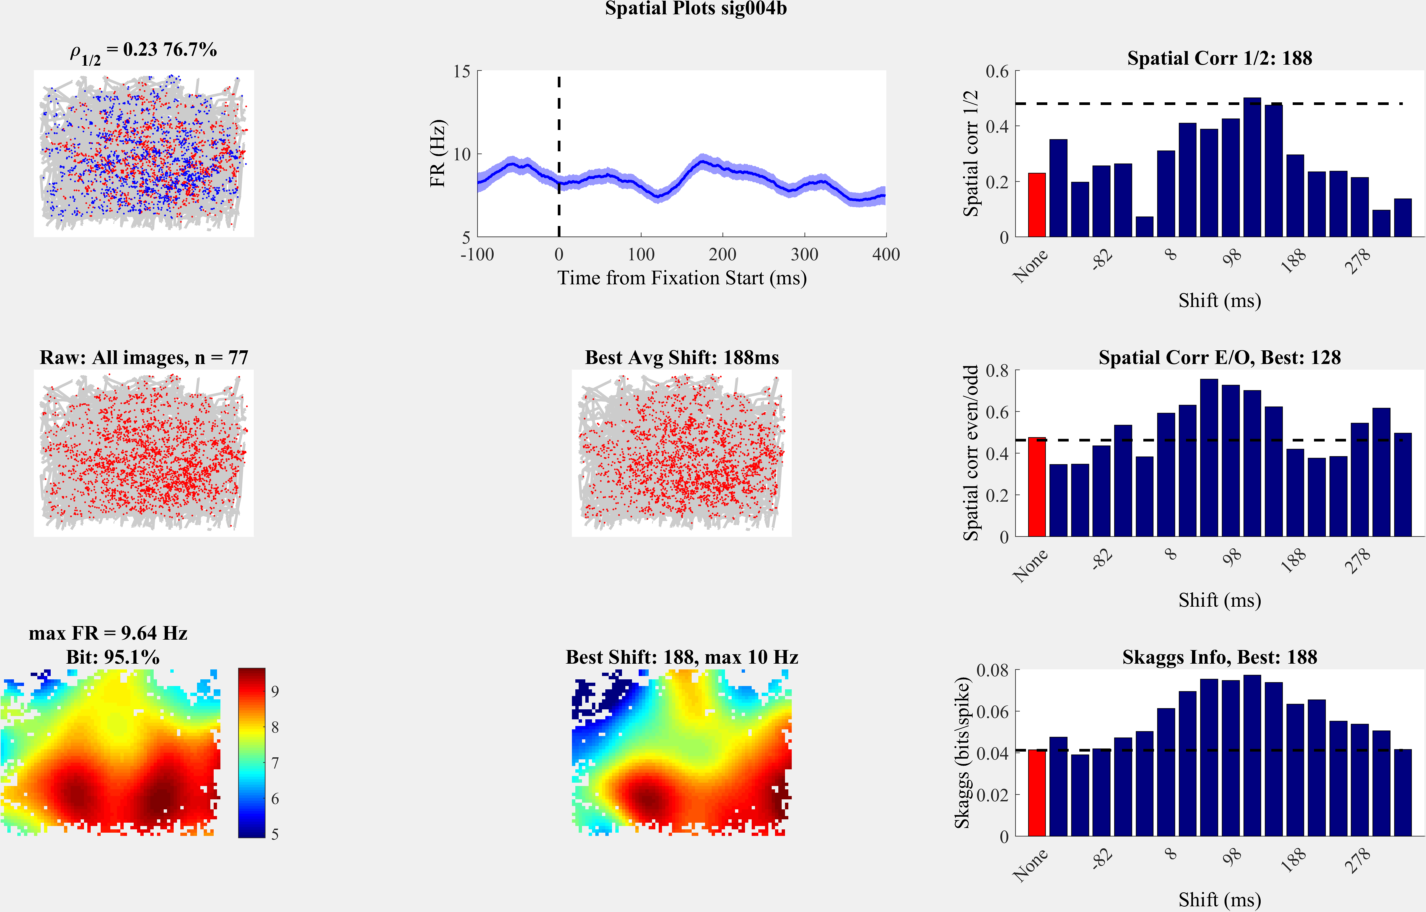 Spatial Plots sig004b
ρ1/2 = 0.23 76.7%
15
10
5
FR (Hz)
-100 0 100 200 300 400
Time from Fixation Start (ms)
Spatial Corr 1/2: 188
0.6
0.4
0.2
0
Spatial corr 1/2
None -82 8 98 188 278
Shift (ms)
Raw: All images, n = 77
Best Avg Shift: 188ms
Spatial Corr E/O, Best: 128
0.8
0.6
0.4
0.2
0
Spatial corr even/odd
None -82 8 98 188 278
Shift (ms)
max FR = 9.64 Hz
Bit: 95.1%
9
8
7
6
5
Best Shift: 188, max 10 Hz
Skaggs Info, Best: 188
0.08
0.06
0.04
0.02
0
Skaggs (bits\spike)
None -82 8 98 188 278
Shift (ms)